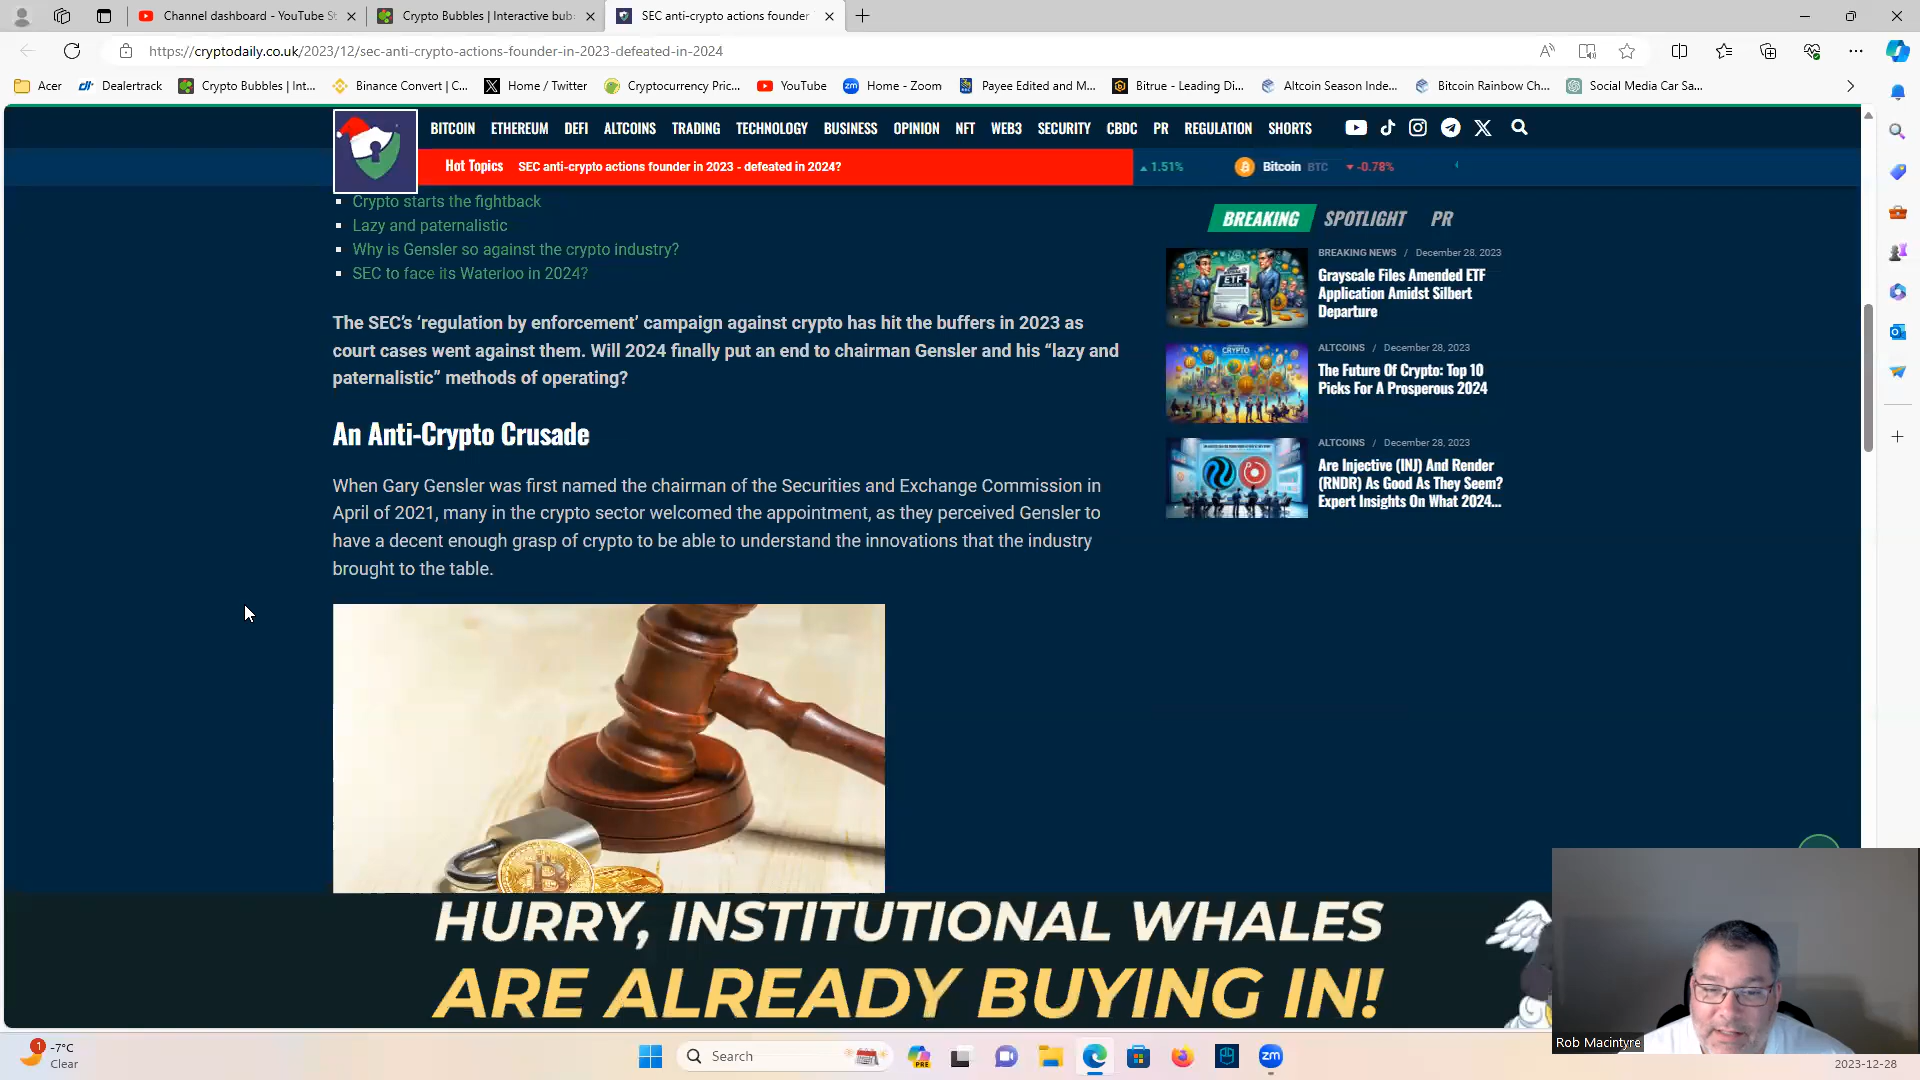 Channel dashboard - YouTube St
Crypto Bubbles | Interactive bub
SEC anti-crypto actions founder
https://cryptodaily.co.uk/2023/12/sec-anti-crypto-actions-founder-in-2023-defeated-in-2024
Acer
Dealertrack
Crypto Bubbles | Int...
Binance Convert | C...
Home / Twitter
Cryptocurrency Pric...
YouTube
Home - Zoom
Payee Edited and M...
Bitrue - Leading Di...
Altcoin Season Inde...
Bitcoin Rainbow Ch...
Social Media Car Sa...
BITCOIN ETHEREUM DEFI ALTCOINS TRADING TECHNOLOGY BUSINESS OPINION NFT WEB3 SECURITY CBDC PR REGULATION SHORTS
Hot Topics SEC anti-crypto actions founder in 2023 - defeated in 2024?
1.51%
Bitcoin BTC -0.78%
Crypto starts the fightback
Lazy and paternalistic
Why is Gensler so against the crypto industry?
SEC to face its Waterloo in 2024?
The SEC’s ‘regulation by enforcement’ campaign against crypto has hit the buffers in 2023 as
court cases went against them. Will 2024 finally put an end to chairman Gensler and his “lazy and
paternalistic” methods of operating?
An Anti-Crypto Crusade
When Gary Gensler was first named the chairman of the Securities and Exchange Commission in
April of 2021, many in the crypto sector welcomed the appointment, as they perceived Gensler to
have a decent enough grasp of crypto to be able to understand the innovations that the industry
brought to the table.
BREAKING SPOTLIGHT PR
BREAKING NEWS / December 28, 2023
Grayscale Files Amended ETF
Application Amidst Silbert
Departure
ALTCOINS / December 28, 2023
The Future Of Crypto: Top 10
Picks For A Prosperous 2024
ALTCOINS / December 28, 2023
Are Injective (INJ) And Render
(RNDR) As Good As They Seem?
Expert Insights On What 2024...
HURRY, INSTITUTIONAL WHALES
ARE ALREADY BUYING IN!
Rob Macintyre
1
-7°C
Clear
Search
PRE
zm
2023-12-28